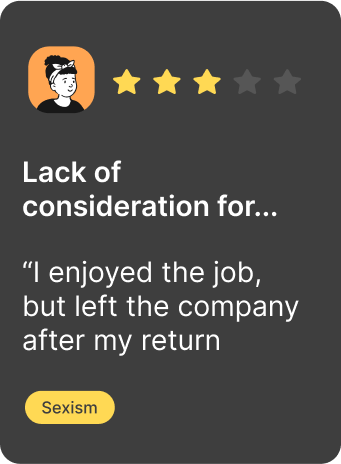 Lack of
consideration for...
“I enjoyed the job,
but left the company
after my return
Sexism